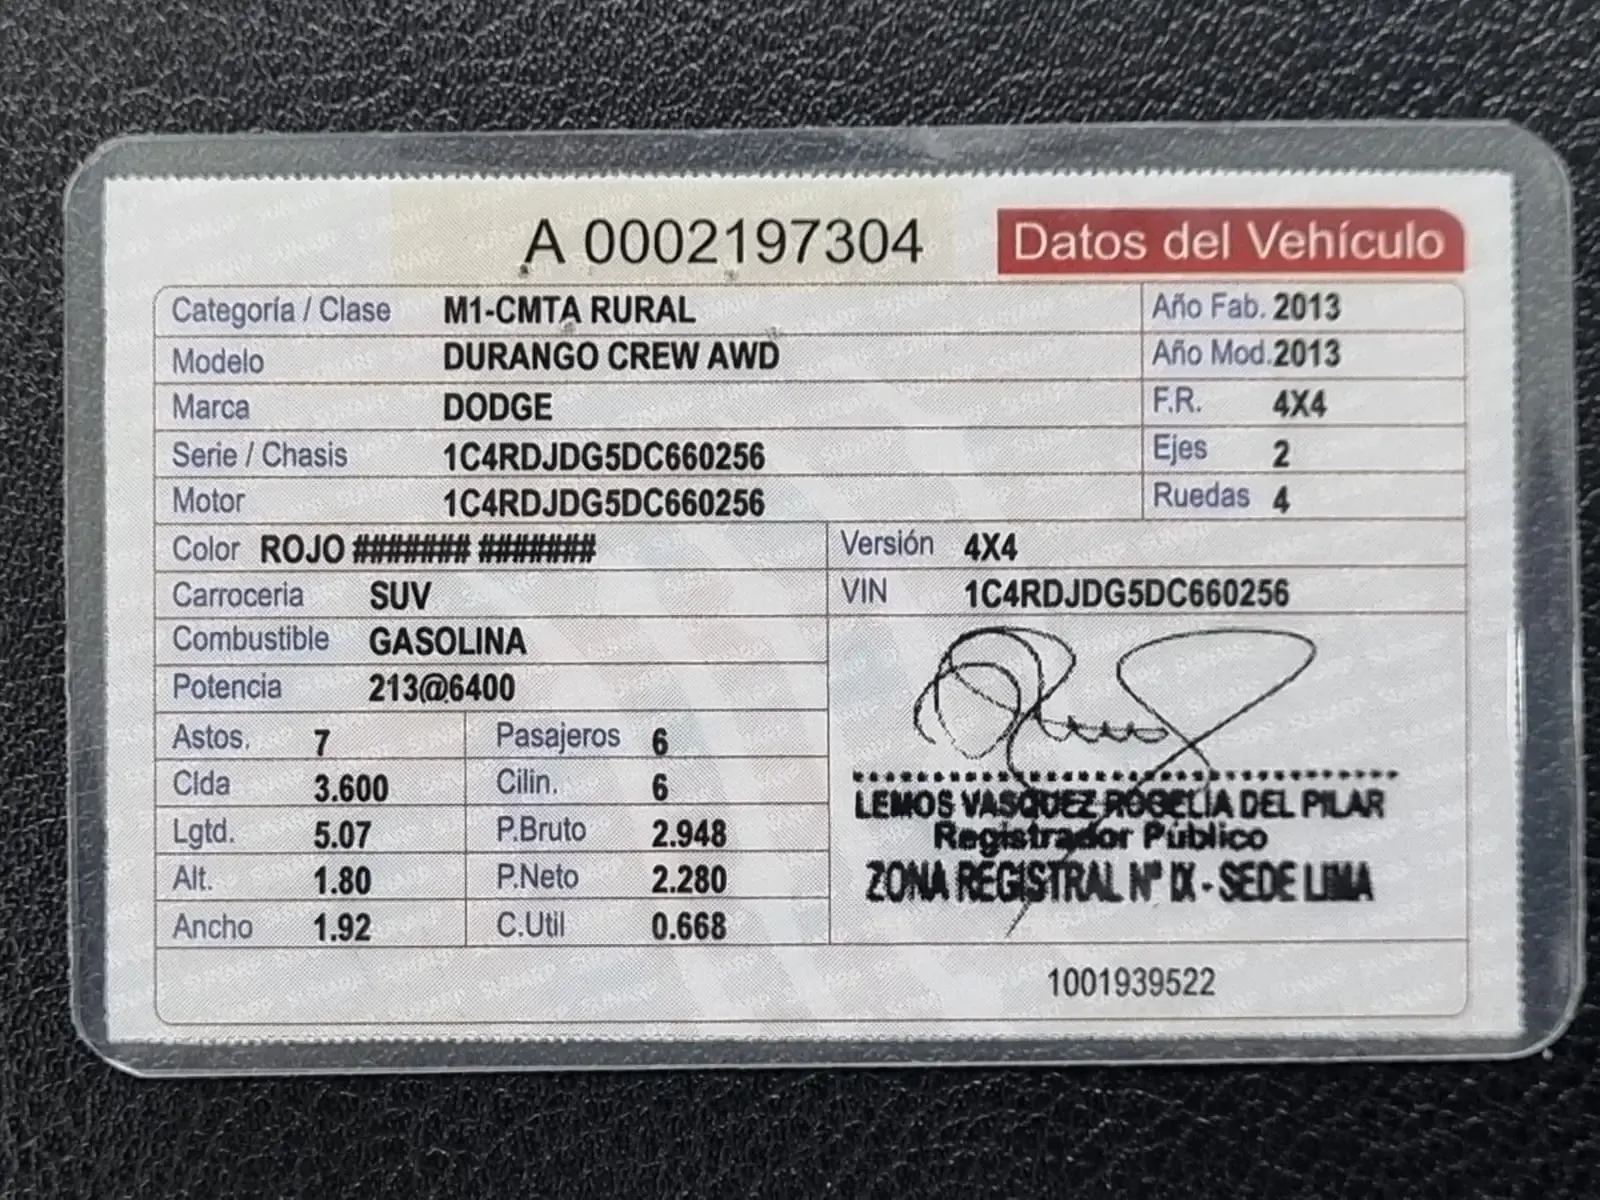 A 0002197304 Datos del Vehículo
Categoría / Clase M1-CMTA RURAL Año Fab. 2013
Modelo DURANGO CREW AWD Año Mod. 2013
Marca DODGE F.R. 4X4
Serie / Chasis 1C4RDJDG5DC660256 Ejes 2
Motor 1C4RDJDG5DC660256 Ruedas 4
Color ROJO ####### ####### Versión 4X4
Carroceria SUV VIN 1C4RDJDG5DC660256
Combustible GASOLINA
Potencia 213@6400
Astos. 7 Pasajeros 6
Clda 3.600 Cilin. 6
Lgtd. 5.07 P.Bruto 2.948
Alt. 1.80 P.Neto 2.280
Ancho 1.92 C.Util 0.668
LEMOS VASQUEZ ROGELIA DEL PILAR
Registrador Público
ZONA REGISTRAL Nº IX - SEDE LIMA
1001939522